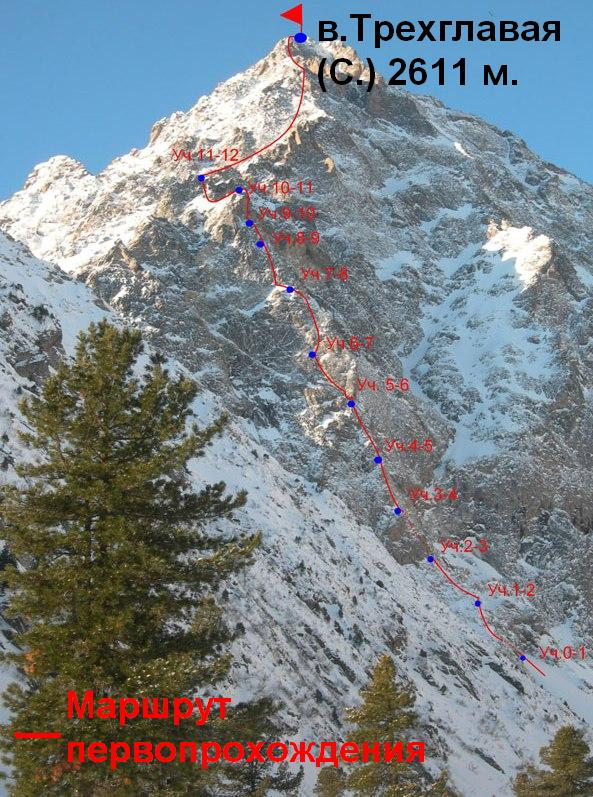 в.Трехглавая
(С.) 2611 м.
Уч.11-12
Уч.10-11
Уч.9-10
Уч.8-9
Уч.7-8
Уч.6-7
Уч. 5-6
Уч.4-5
Уч.3-4
Уч.2-3
Уч.1-2
Уч.0-1
Маршрут
первопрохождения